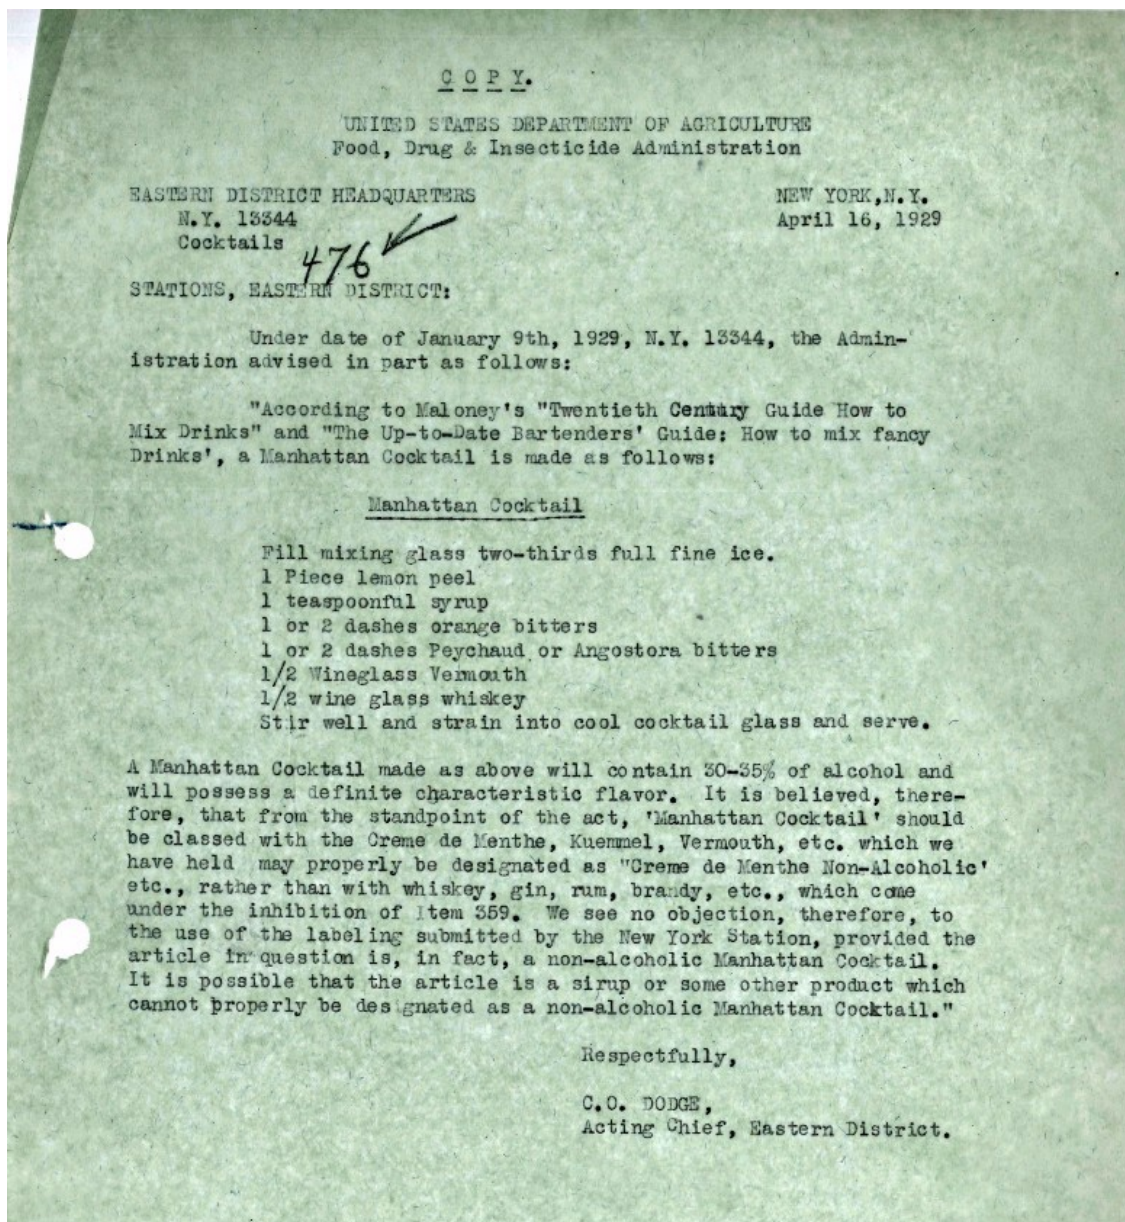 COPY.
UNITED STATES DEPARTMENT OF AGRICULTURE
Food, Drug & Insecticide Administration
EASTERN DISTRICT HEADQUARTERS
NEW YORK,N.Y.
N.Y. 13344
April 16, 1929
Cocktails
476
STATIONS, EASTERN DISTRICT:
Under date of January 9th, 1929, N.Y. 13344, the Admin-
istration advised in part as follows:
"According to Maloney's "Twentieth Century Guide How to
Mix Drinks" and "The Up-to-Date Bartenders' Guide: How to mix fancy
Drinks', a Manhattan Cocktail is made as follows:
Manhattan Cocktail
Fill mixing glass two-thirds full fine ice.
1 Piece lemon peel
1 teaspoonful syrup
1 or 2 dashes orange bitters
1 or 2 dashes Peychaud or Angostora bitters
1/2 Wineglass Vermouth
1/2 wine glass whiskey
Stir well and strain into cool cocktail glass and serve.
A Manhattan Cocktail made as above will contain 30-35% of alcohol and
will possess a definite characteristic flavor. It is believed, there-
fore, that from the standpoint of the act, 'Manhattan Cocktail' should
be classed with the Creme de Menthe, Kuemmel, Vermouth, etc. which we
have held may properly be designated as "Creme de Menthe Non-Alcoholic'
etc., rather than with whiskey, gin, rum, brandy, etc., which come
under the inhibition of Item 359. We see no objection, therefore, to
the use of the labeling submitted by the New York Station, provided the
article in question is, in fact, a non-alcoholic Manhattan Cocktail.
It is possible that the article is a sirup or some other product which
cannot properly be designated as a non-alcoholic Manhattan Cocktail."
Respectfully,
C.O. DODGE,
Acting Chief, Eastern District.